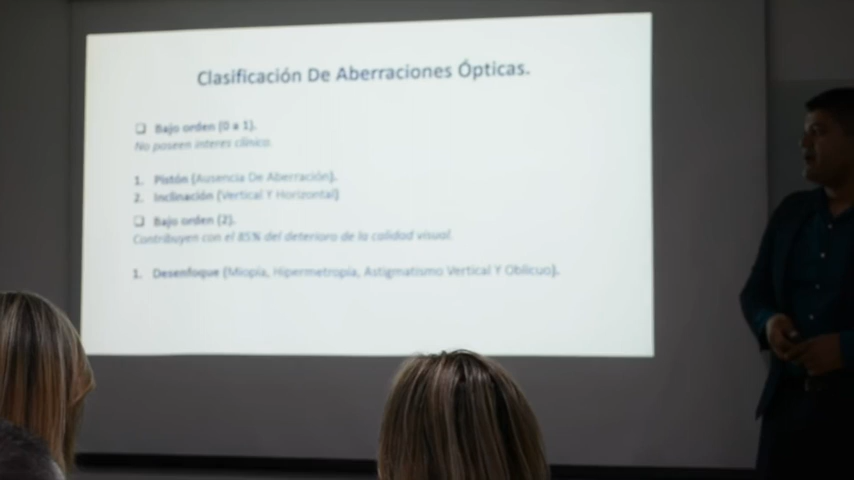 Clasificación De Aberraciones Ópticas.
❑ Bajo orden (0 a 1).
No poseen interes clínico.
1. Pistón (Ausencia De Aberración).
2. Inclinación (Vertical Y Horizontal)
❑ Bajo orden (2).
Contribuyen con el 85% del deterioro de la calidad visual.
1. Desenfoque (Miopía, Hipermetropía, Astigmatismo Vertical Y Oblicuo).